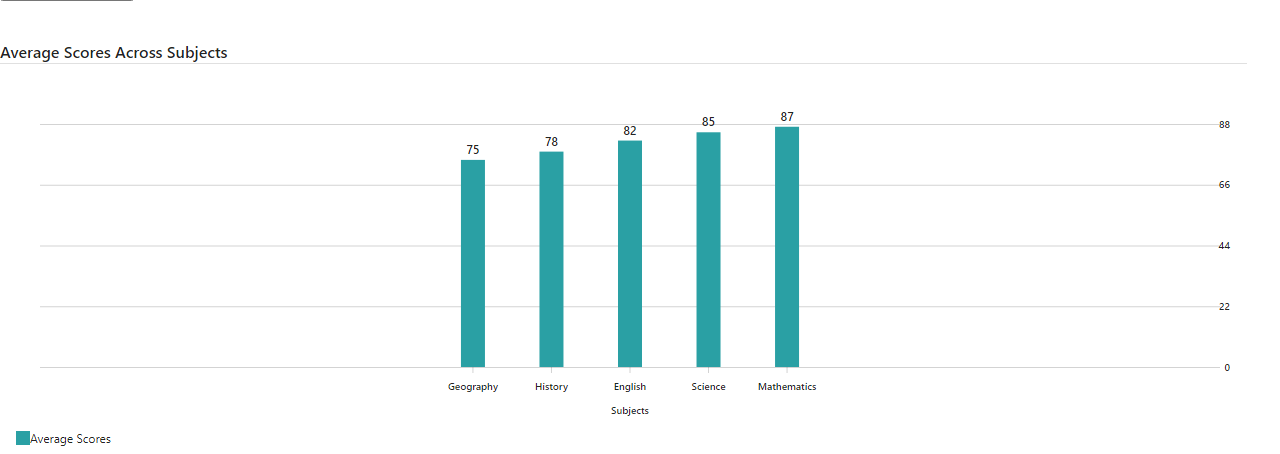 Average Scores Across Subjects
87
85
82
78
75
88
66
44
22
0
Geography History English Science Mathematics
Subjects
Average Scores